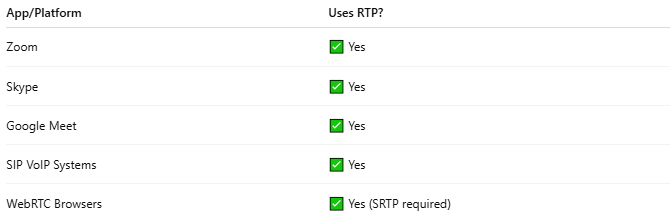 App/Platform Uses RTP?
Zoom ✅ Yes
Skype ✅ Yes
Google Meet ✅ Yes
SIP VoIP Systems ✅ Yes
WebRTC Browsers ✅ Yes (SRTP required)